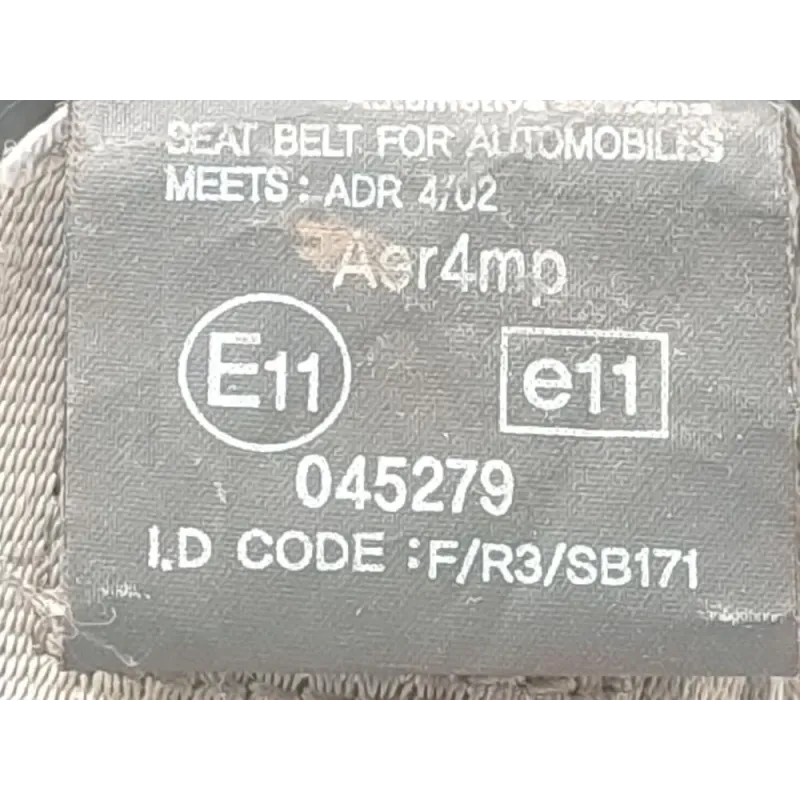 SEAT BELT FOR AUTOMOBILES
MEETS: ADR 4/02
Aer4mp
E11
e11
045279
I.D CODE :F/R3/SB171